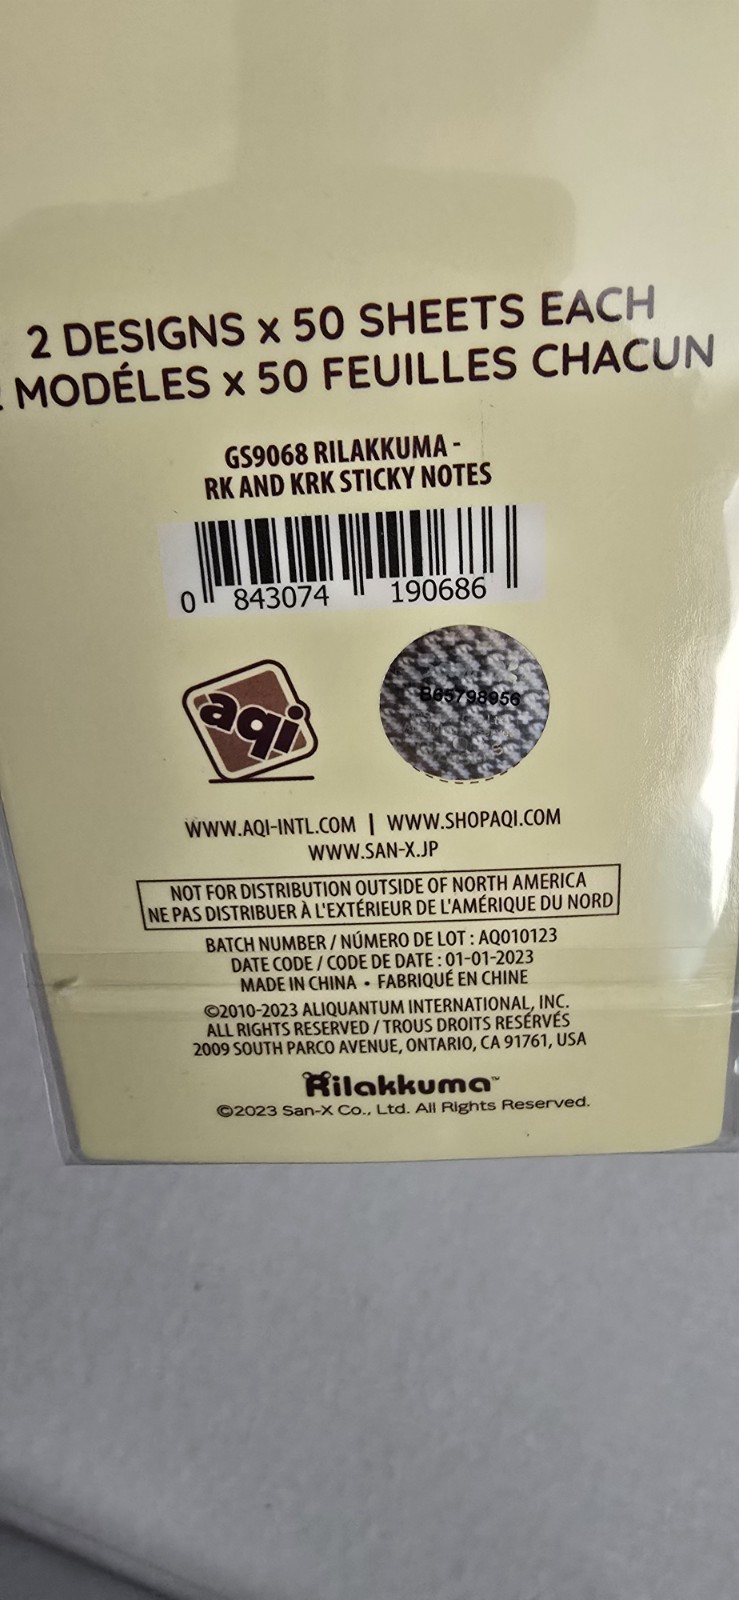 2 DESIGNS x 50 SHEETS EACH
MODÉLES x 50 FEUILLES CHACUN
GS9068 RILAKKUMA -
RK AND KRK STICKY NOTES
0 843074 190686
aqi
B65798956
WWW.AQI-INTL.COM | WWW.SHOPAQI.COM
WWW.SAN-X.JP
NOT FOR DISTRIBUTION OUTSIDE OF NORTH AMERICA
NE PAS DISTRIBUER À L'EXTÉRIEUR DE L'AMÉRIQUE DU NORD
BATCH NUMBER / NÚMERO DE LOT : AQ010123
DATE CODE / CODE DE DATE : 01-01-2023
MADE IN CHINA • FABRIQUÉ EN CHINE
©2010-2023 ALIQUANTUM INTERNATIONAL, INC.
ALL RIGHTS RESERVED / TROUS DROITS RESÉRVÉS
2009 SOUTH PARCO AVENUE, ONTARIO, CA 91761, USA
Rilakkuma™
©2023 San-X Co., Ltd. All Rights Reserved.